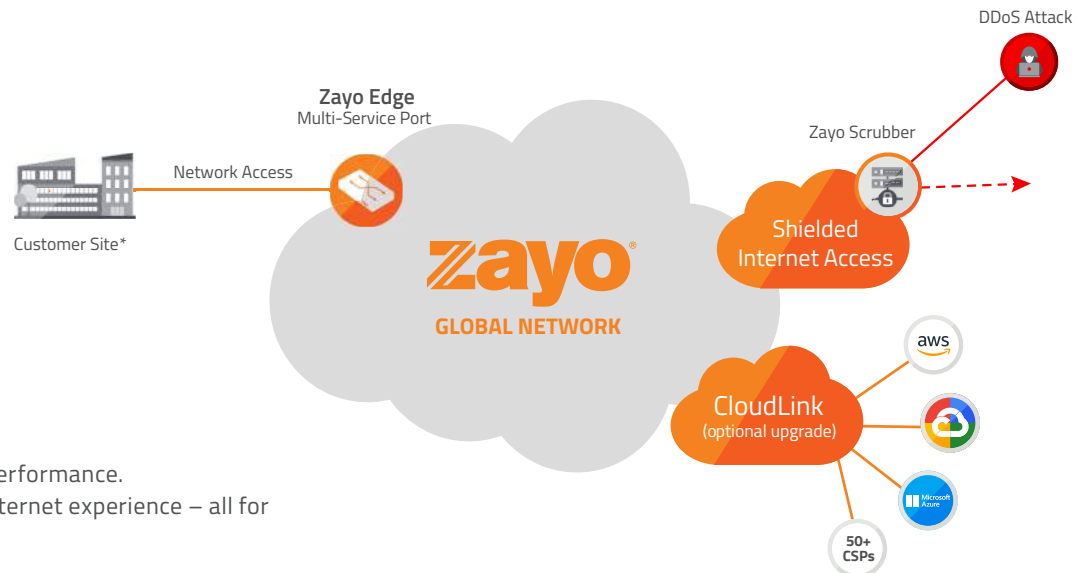 DDoS Attack
Zayo Edge
Multi-Service Port
Zayo Scrubber
Network Access
Customer Site*
Shielded
Internet Access
zayo®
GLOBAL NETWORK
aws
CloudLink
(optional upgrade)
Microsoft
Azure
50+
CSPs
erformance.
ternet experience – all for